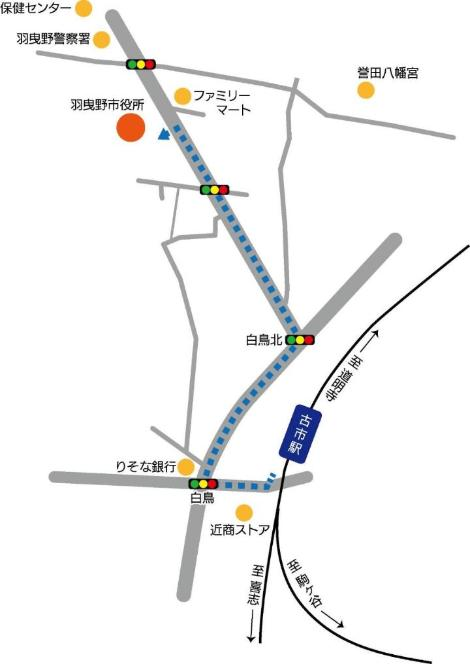 保健センター
羽曳野警察署
誉田八幡宮
羽曳野市役所
ファミリー
マート
白鳥北
至道明寺
古市駅
りそな銀行
白鳥
近商ストア
至喜志
至駒ヶ谷